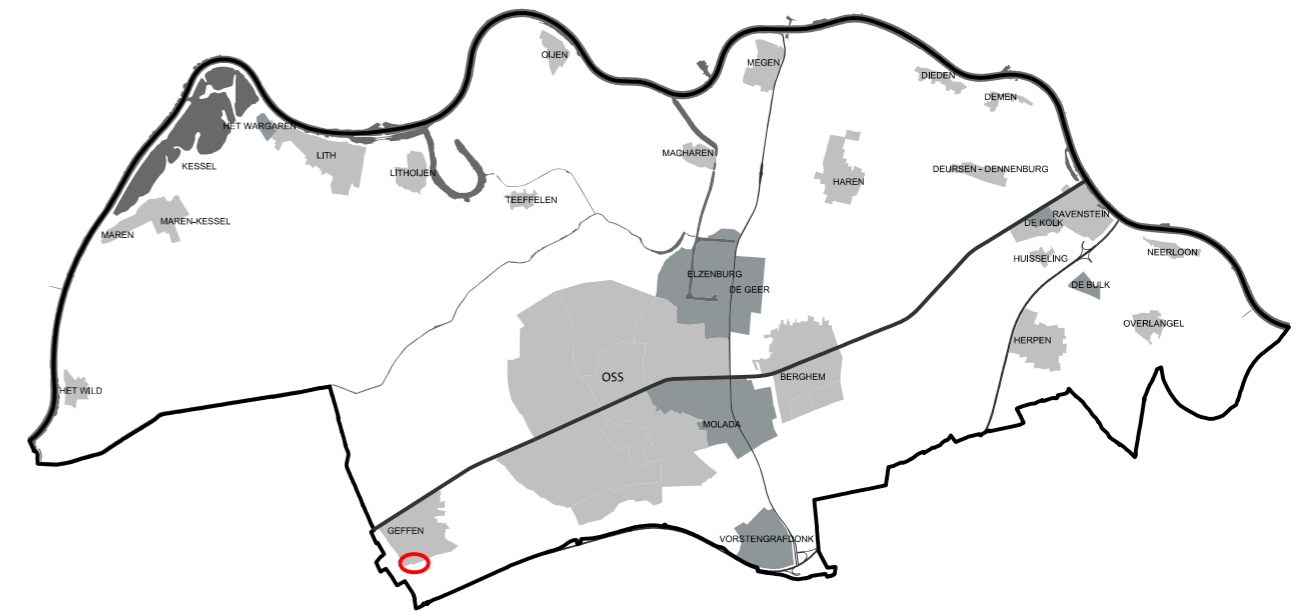 OIJEN
MEGEN
DIEDEN
DEMEN
HET WARGAREN
LITH
KESSEL
LITHOIJEN
MACHAREN
HAREN
DEURSEN - DENNENBURG
TEEFFELEN
MAREN-KESSEL
MAREN
RAVENSTEIN
DE KOLK
HUISSELING
NEERLOON
ELZENBURG
DE GEER
DE BULK
OVERLANGEL
HERPEN
OSS
BERGHEM
HET WILD
MOLADA
GEFFEN
VORSTENGRAFDONK